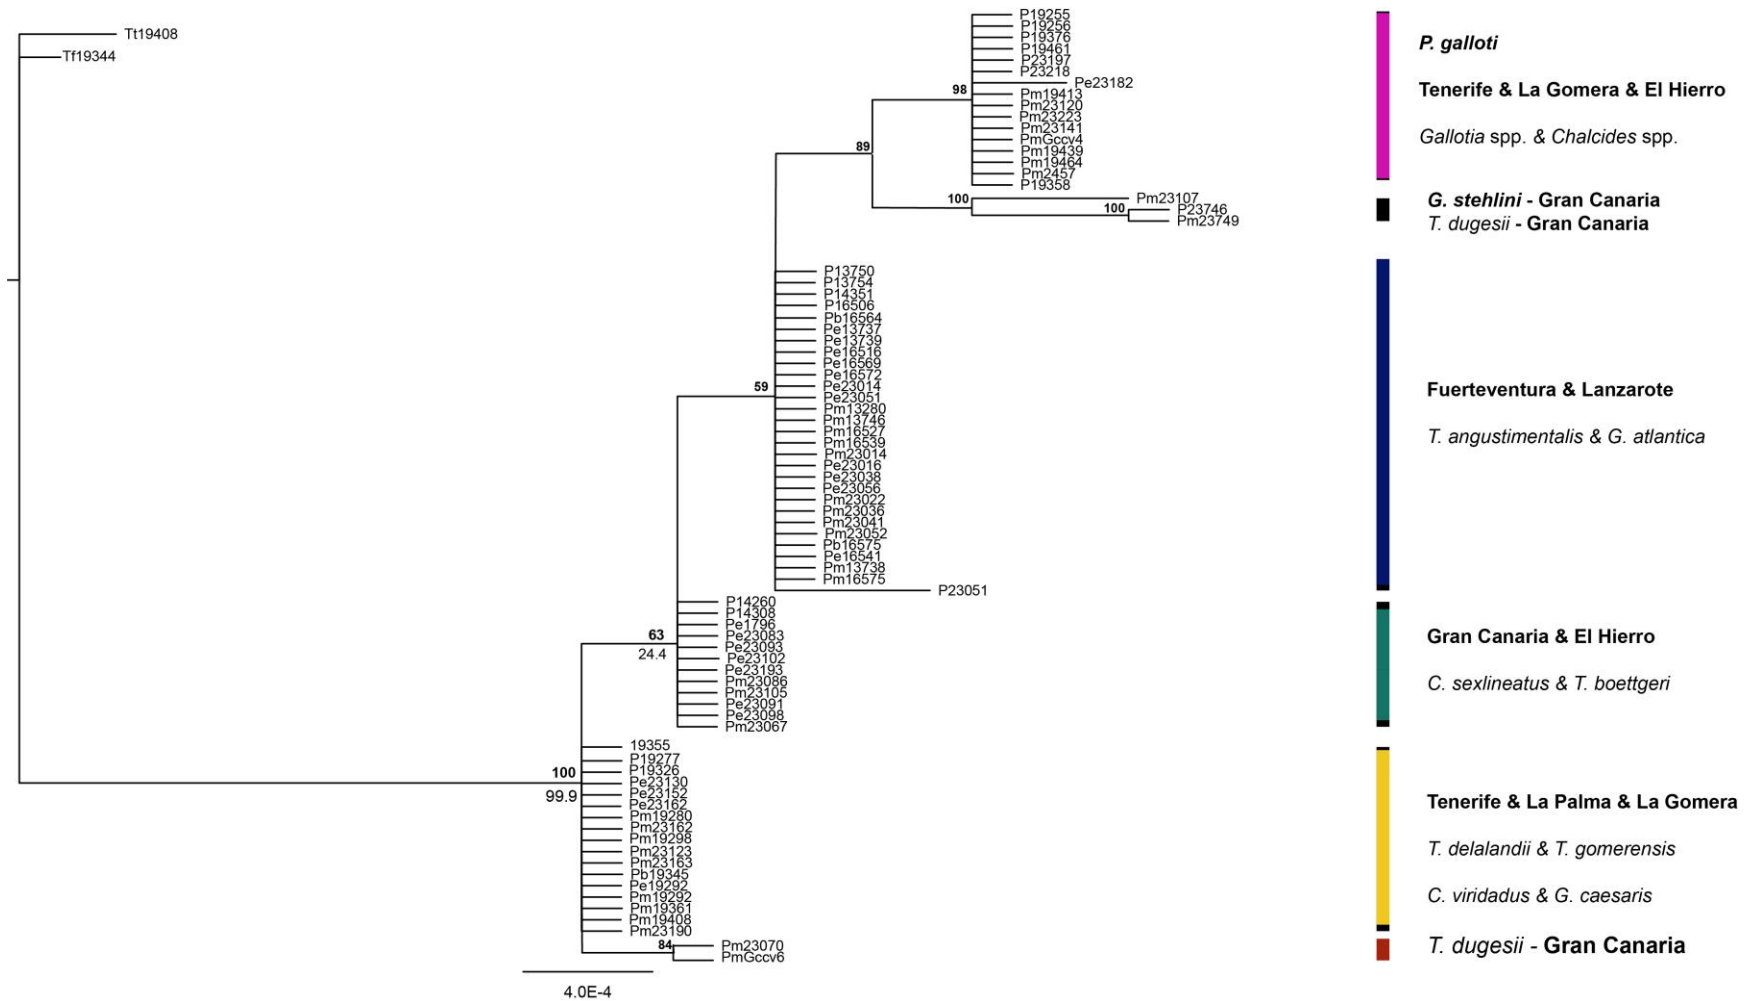 Tt19408
Tf19344
P19255
P19256
P19376
P19461
P23197
P23218
Pe23182
Pm19413
Pm23120
Pm23223
Pm23141
PmGccv4
Pm19439
Pm19464
Pm2457
P19358
98
89
100
Pm23107
100
P23746
Pm23749
P13750
P13754
P14351
P16506
Pb16564
Pe13737
Pe13739
Pe16516
Pe16569
Pe16572
Pe23014
59
Pe23051
Pm13280
Pm13746
Pm16527
Pm16539
Pm23014
Pe23016
Pe23038
Pe23056
Pm23022
Pm23036
Pm23041
Pm23052
Pb16575
Pe16541
Pm13738
Pm16575
P23051
P14260
P14308
Pe1796
Pe23083
63
24.4
Pe23093
Pe23102
Pe23193
Pm23086
Pm23105
Pe23091
Pe23098
Pm23067
19355
P19277
P19326
100
99.9
Pe23130
Pe23152
Pe23162
Pm19280
Pm23162
Pm19298
Pm23123
Pm23163
Pb19345
Pe19292
Pm19292
Pm19361
Pm19408
Pm23190
84
Pm23070
PmGccv6
4.0E-4
P. galloti
Tenerife & La Gomera & El Hierro
Gallotia spp. & Chalcides spp.
G. stehlini - Gran Canaria
T. dugesii - Gran Canaria
Fuerteventura & Lanzarote
T. angustimentalis & G. atlantica
Gran Canaria & El Hierro
C. sexlineatus & T. boettgeri
Tenerife & La Palma & La Gomera
T. delalandii & T. gomerensis
C. viridadus & G. caesaris
T. dugesii - Gran Canaria